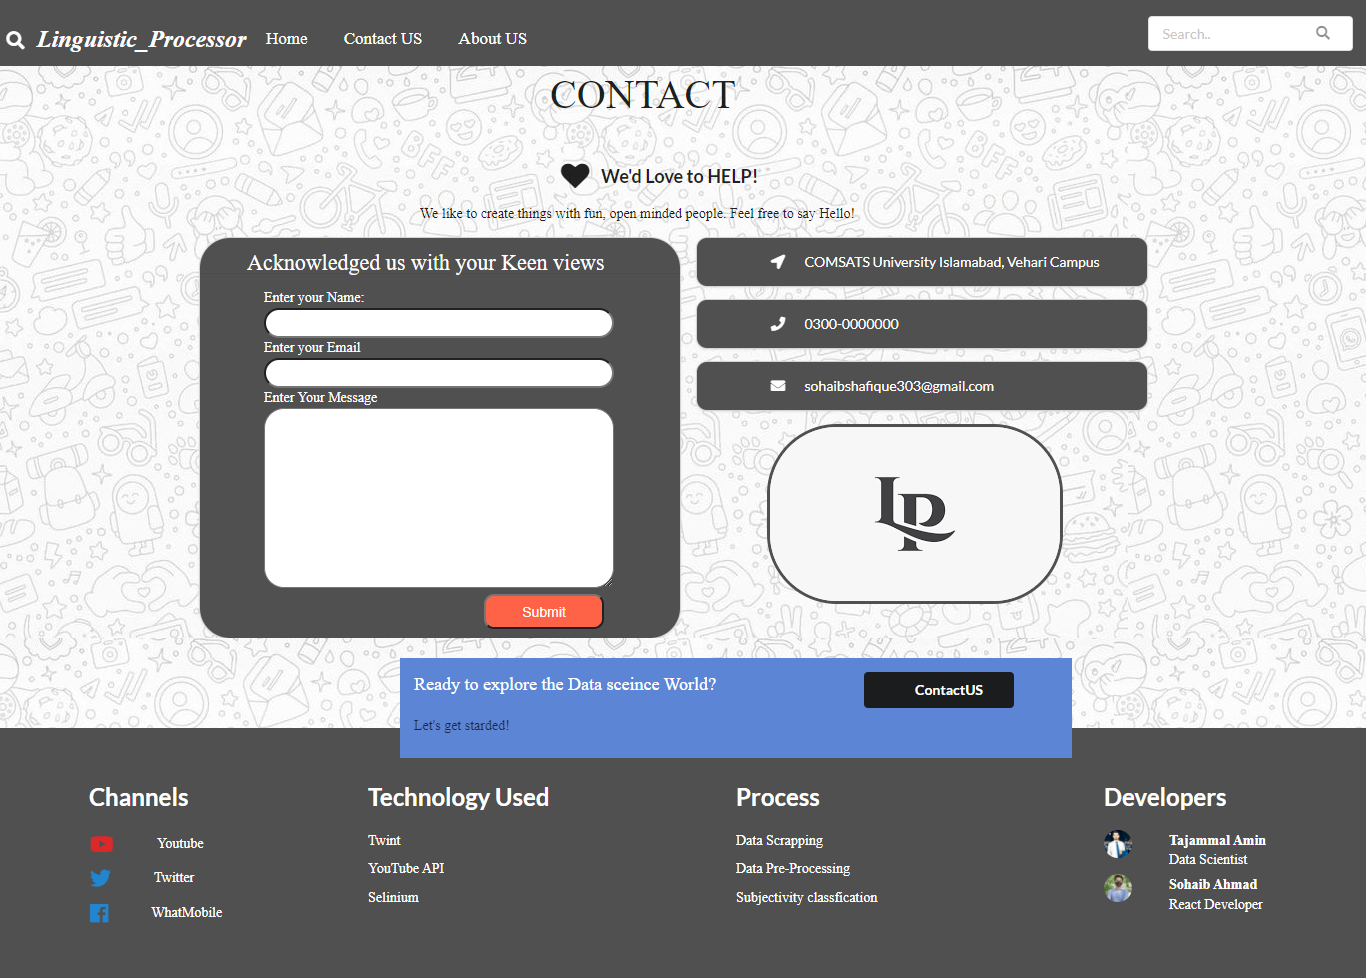 Linguistic_Processor Home Contact US About US Search..
CONTACT
We'd Love to HELP!
We like to create things with fun, open minded people. Feel free to say Hello!
Acknowledged us with your Keen views
Enter your Name:
Enter your Email
Enter Your Message
Submit
COMSATS University Islamabad, Vehari Campus
0300-0000000
sohaibshafique303@gmail.com
LP
Ready to explore the Data sceince World?
Let's get starded!
ContactUS
Channels
Youtube
Twitter
WhatMobile
Technology Used
Twint
YouTube API
Selinium
Process
Data Scrapping
Data Pre-Processing
Subjectivity classfication
Developers
Tajammal Amin
Data Scientist
Sohaib Ahmad
React Developer